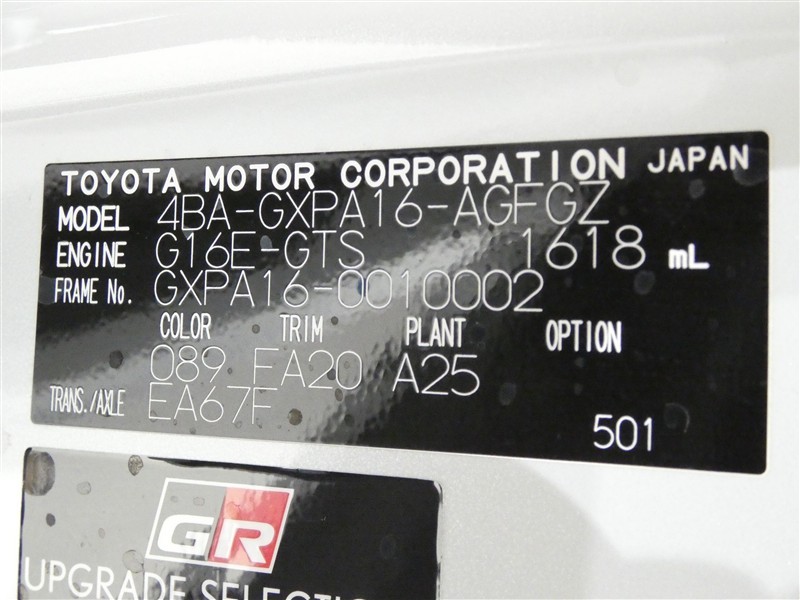 TOYOTA MOTOR CORPORATION JAPAN
MODEL 4BA-GXPA16-AGFGZ
ENGINE G16E-GTS 1618 mL
FRAME No. GXPA16-0010002
COLOR TRIM PLANT OPTION
089 EA20 A25
TRANS./AXLE EA67F
501
GR
UPGRADE SELECTION